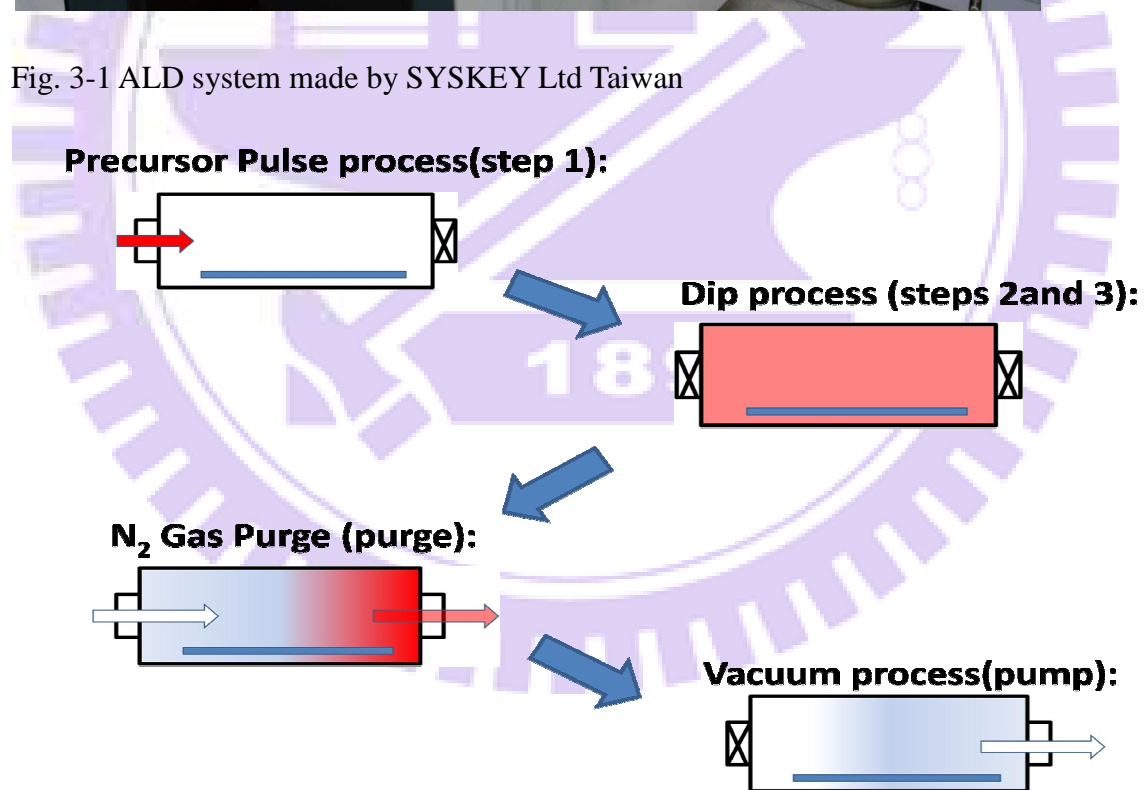 Fig. 3-1 ALD system made by SYSKEY Ltd Taiwan
Precursor Pulse process(step 1):
Dip process (steps 2and 3):
189
N₂ Gas Purge (purge):
Vacuum process(pump):